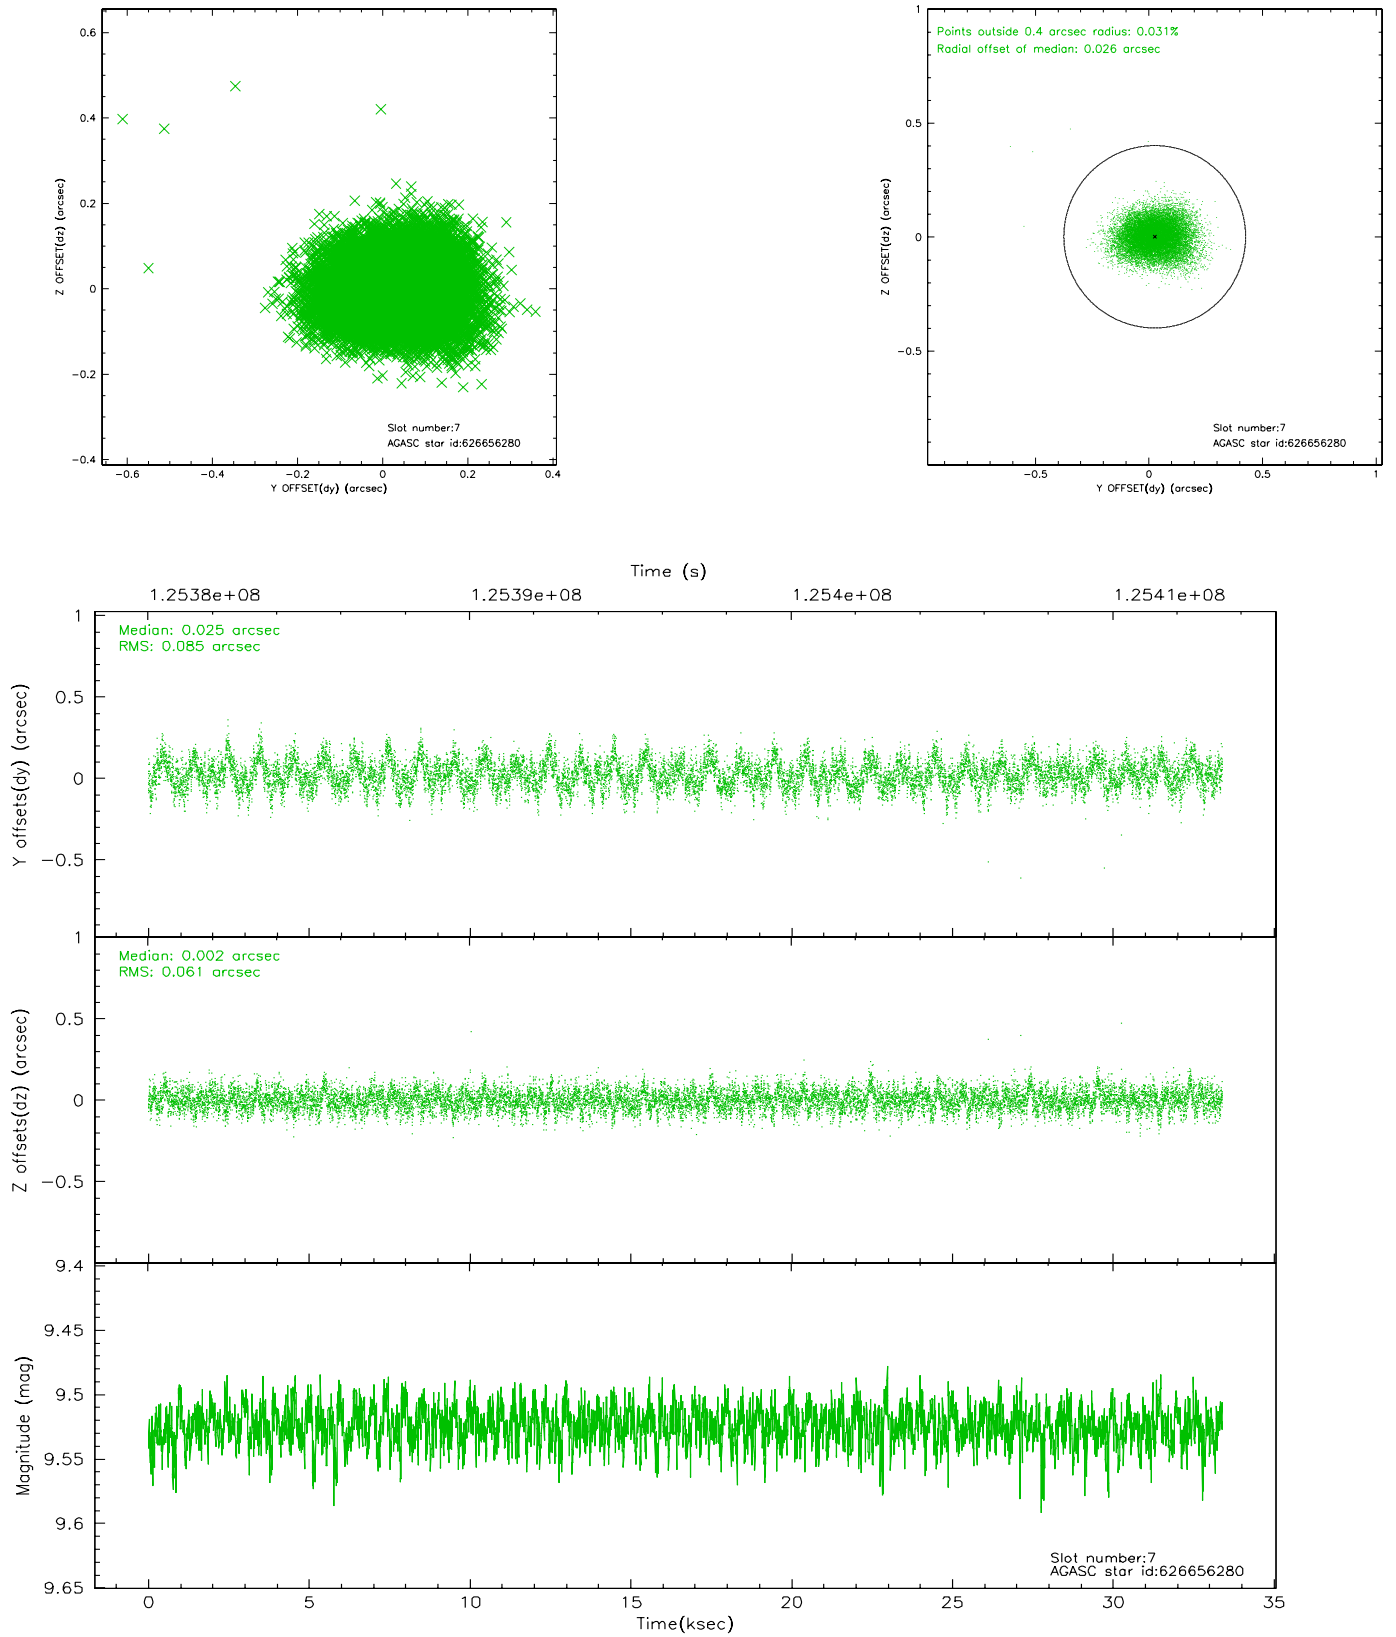 0.6
0.4
0.2
0
−0.2
−0.4
Z OFFSET(dz) (arcsec)
Slot number:7
AGASC star id:626656280
−0.6 −0.4 −0.2 0 0.2 0.4
Y OFFSET(dy) (arcsec)
1
0.5
0
−0.5
Z OFFSET(dz) (arcsec)
Points outside 0.4 arcsec radius: 0.031%
Radial offset of median: 0.026 arcsec
Slot number:7
AGASC star id:626656280
−0.5 0 0.5 1
Y OFFSET(dy) (arcsec)
Time (s)
1.2538e+08 1.2539e+08 1.254e+08 1.2541e+08
1
0.5
0
−0.5
Y offsets(dy) (arcsec)
Median: 0.025 arcsec
RMS: 0.085 arcsec
1
0.5
0
−0.5
Z offsets(dz) (arcsec)
Median: 0.002 arcsec
RMS: 0.061 arcsec
9.4
9.45
9.5
9.55
9.6
9.65
Magnitude (mag)
Slot number:7
AGASC star id:626656280
0 5 10 15 20 25 30 35
Time(ksec)